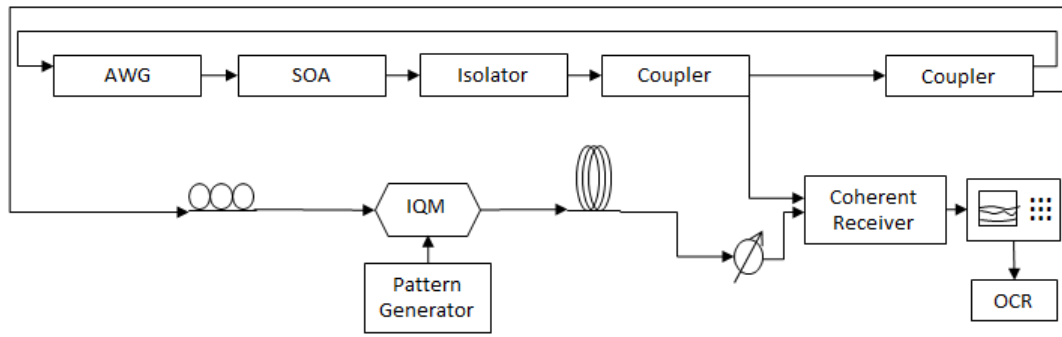 AWG
SOA
Isolator
Coupler
Coupler
IQM
Coherent
Receiver
Pattern
Generator
OCR